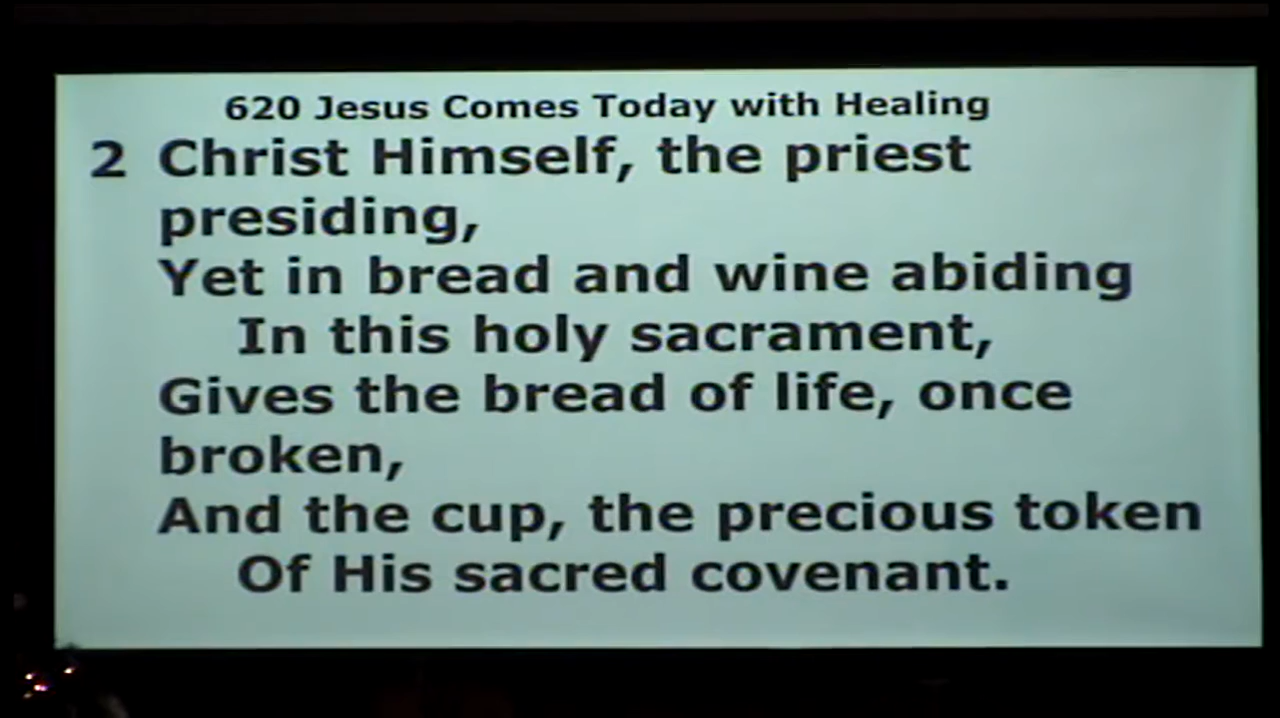 620 Jesus Comes Today with Healing
2 Christ Himself, the priest
presiding,
Yet in bread and wine abiding
In this holy sacrament,
Gives the bread of life, once
broken,
And the cup, the precious token
Of His sacred covenant.